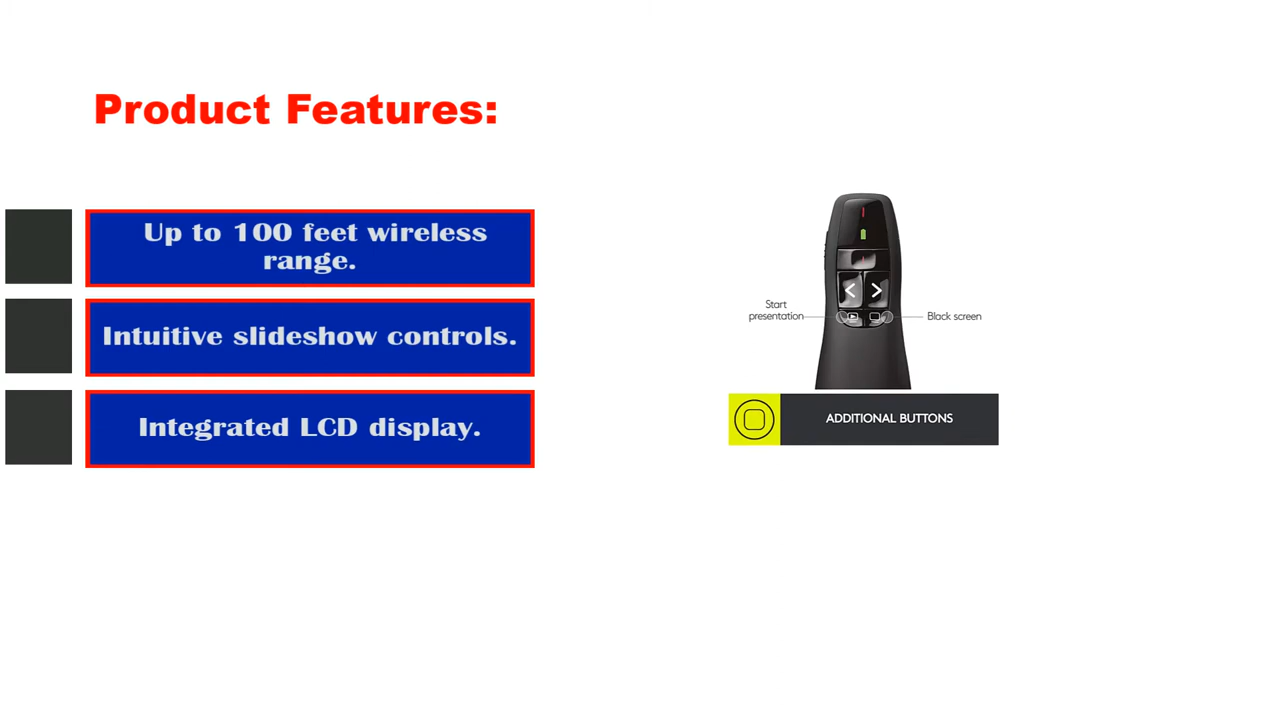 Product Features:
Up to 100 feet wireless
range.
Intuitive slideshow controls.
Integrated LCD display.
Start
presentation
Black screen
ADDITIONAL BUTTONS